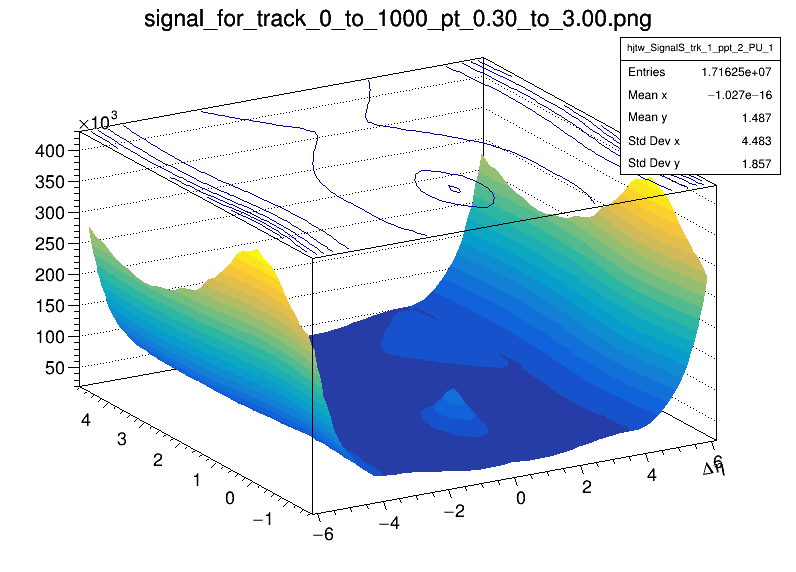 signal_for_track_0_to_1000_pt_0.30_to_3.00.png
hjtw_SignalS_trk_1_ppt_2_PU_1
Entries 1.71625e+07
Mean x −1.027e−16
Mean y 1.487
Std Dev x 4.483
Std Dev y 1.857
×10³
400
350
300
250
200
150
100
50
4
3
2
1
0
−1
−6
−4
−2
0
2
4
6
Δη